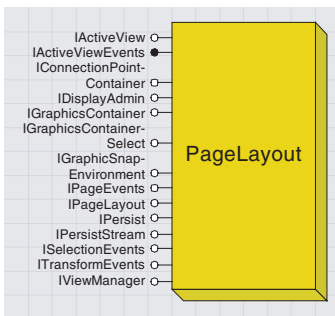 IActiveView
IActiveViewEvents
IConnectionPoint-
Container
IDisplayAdmin
IGraphicsContainer
IGraphicsContainer-
Select
IGraphicSnap-
Environment
IPageEvents
IPageLayout
IPersist
IPersistStream
ISelectionEvents
ITransformEvents
IViewManager
PageLayout